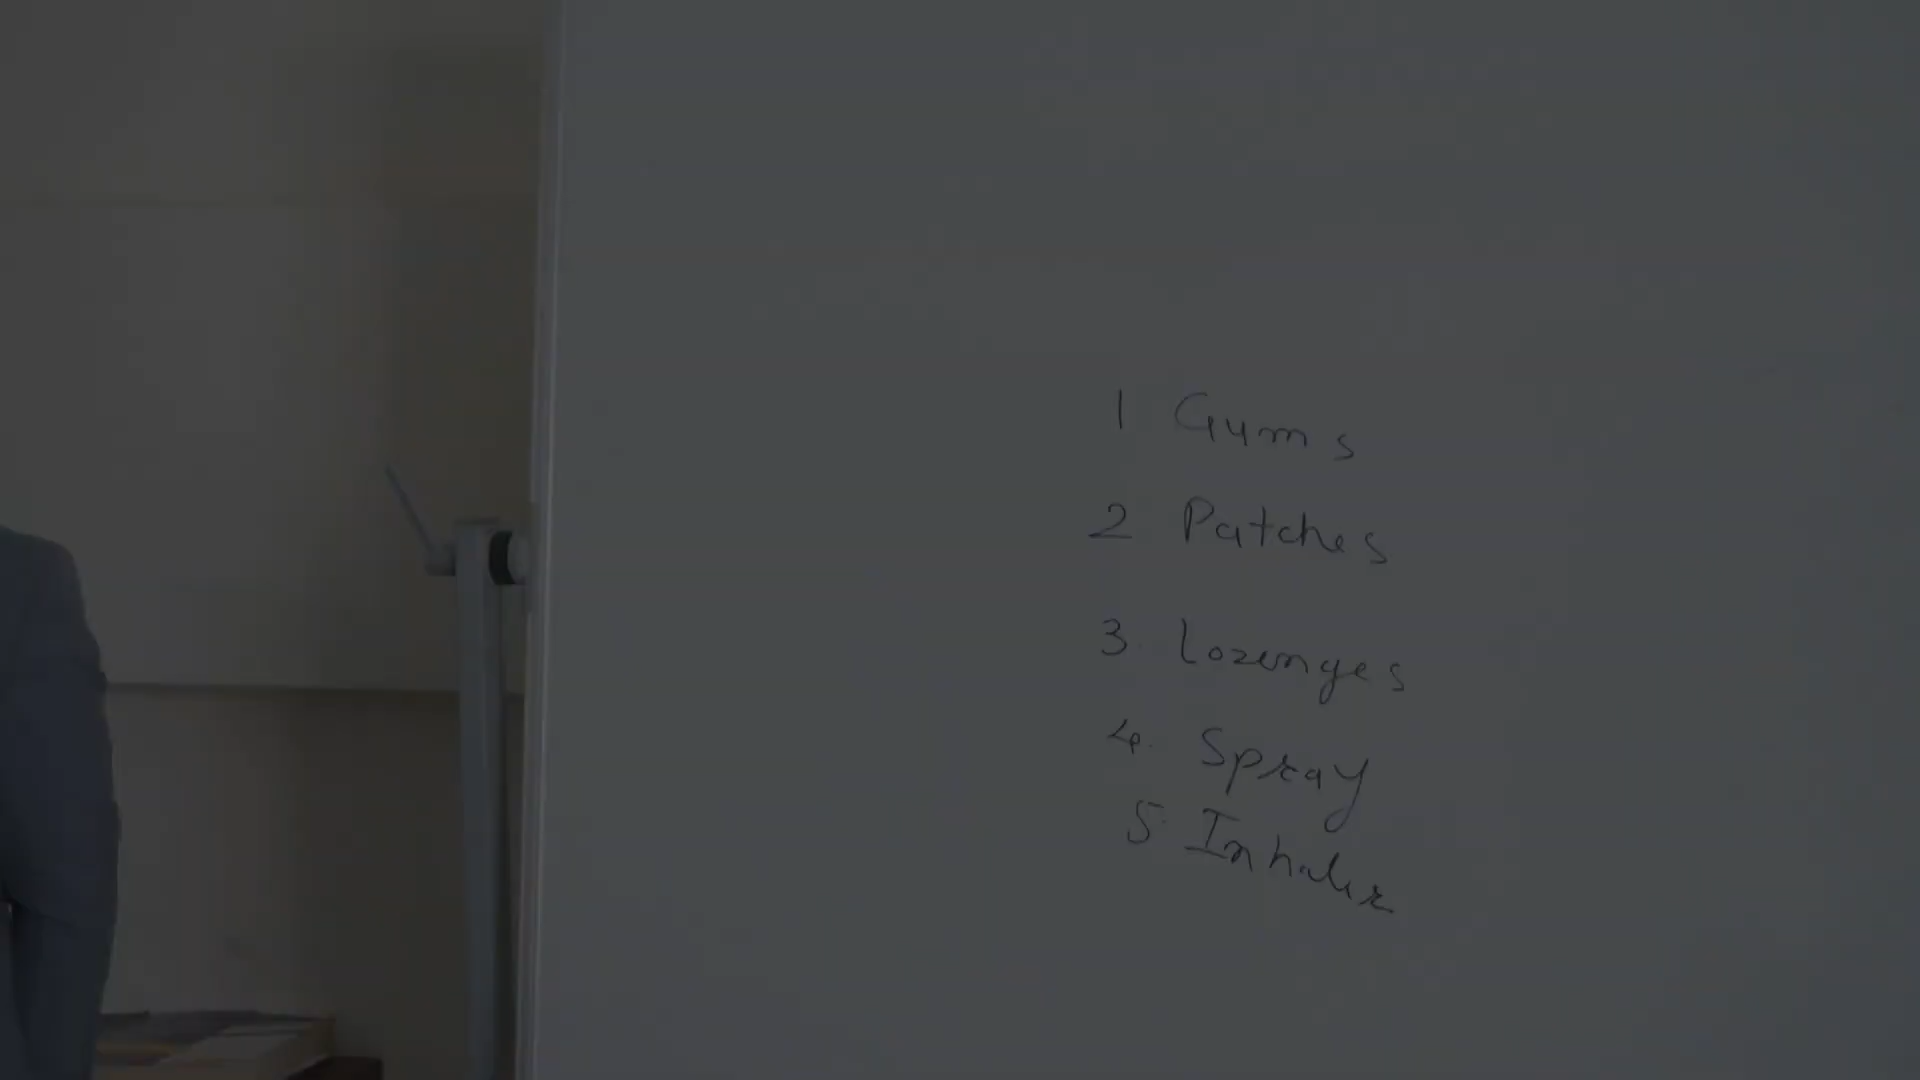 1 Gums
2 Patches
3. Lozenges
4. Spray
5. Inhaler